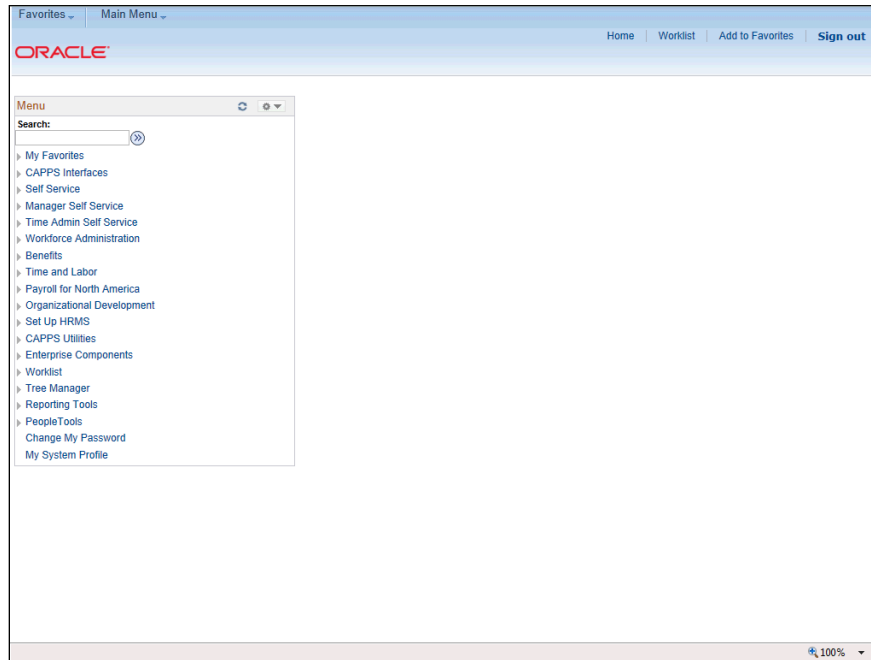 Favorites Main Menu
Home Worklist Add to Favorites Sign out
ORACLE
Menu
Search:
My Favorites
CAPPS Interfaces
Self Service
Manager Self Service
Time Admin Self Service
Workforce Administration
Benefits
Time and Labor
Payroll for North America
Organizational Development
Set Up HRMS
CAPPS Utilities
Enterprise Components
Worklist
Tree Manager
Reporting Tools
PeopleTools
Change My Password
My System Profile
100%